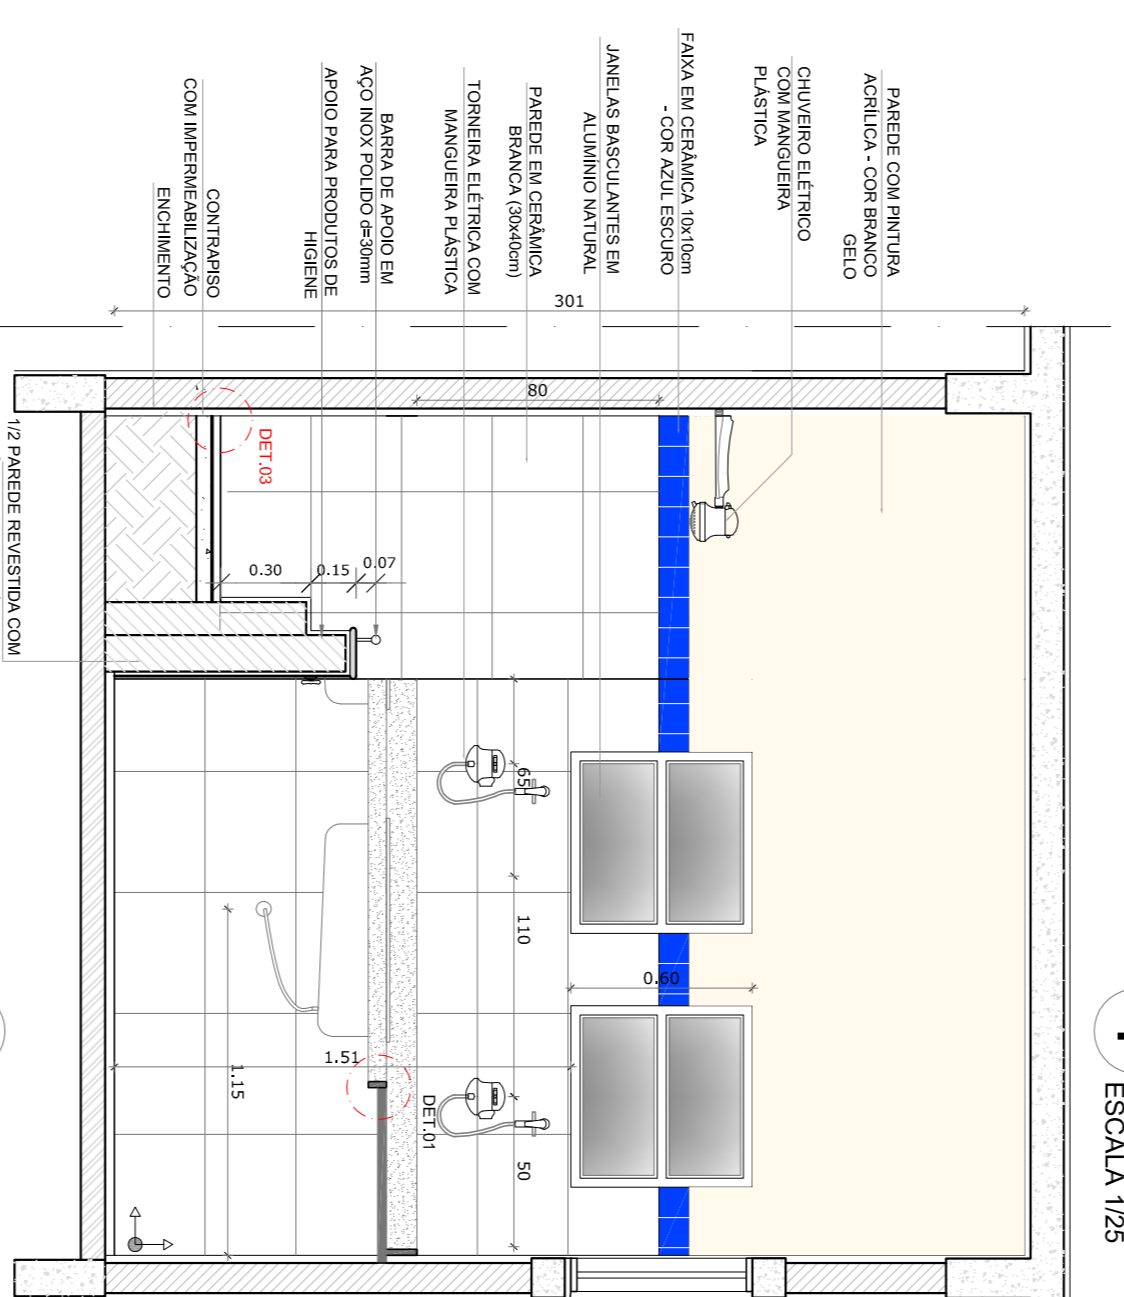 PAREDE COM PINTURA
ACRÍLICA - COR BRANCO
GELO
CHUVEIRO ELÉTRICO
COM MANGUEIRA
PLÁSTICA
FAIXA EM CERÂMICA 10x10cm
- COR AZUL ESCURO
JANELAS BASCULANTES EM
ALUMÍNIO NATURAL
PAREDE EM CERÂMICA
BRANCA (30x40cm)
TORNEIRA ELÉTRICA COM
MANGUEIRA PLÁSTICA
BARRA DE APOIO EM
AÇO INOX POLIDO d=30mm
APOIO PARA PRODUTOS DE
HIGIENE
CONTRAPISO
COM IMPERMEABILIZAÇÃO
ENCHIMENTO
301
80
DET.03
0.30
0.15
0.07
65
110
0.60
1.51
1.15
DET.01
50
1/2 PAREDE REVESTIDA COM
ESCALA 1/25